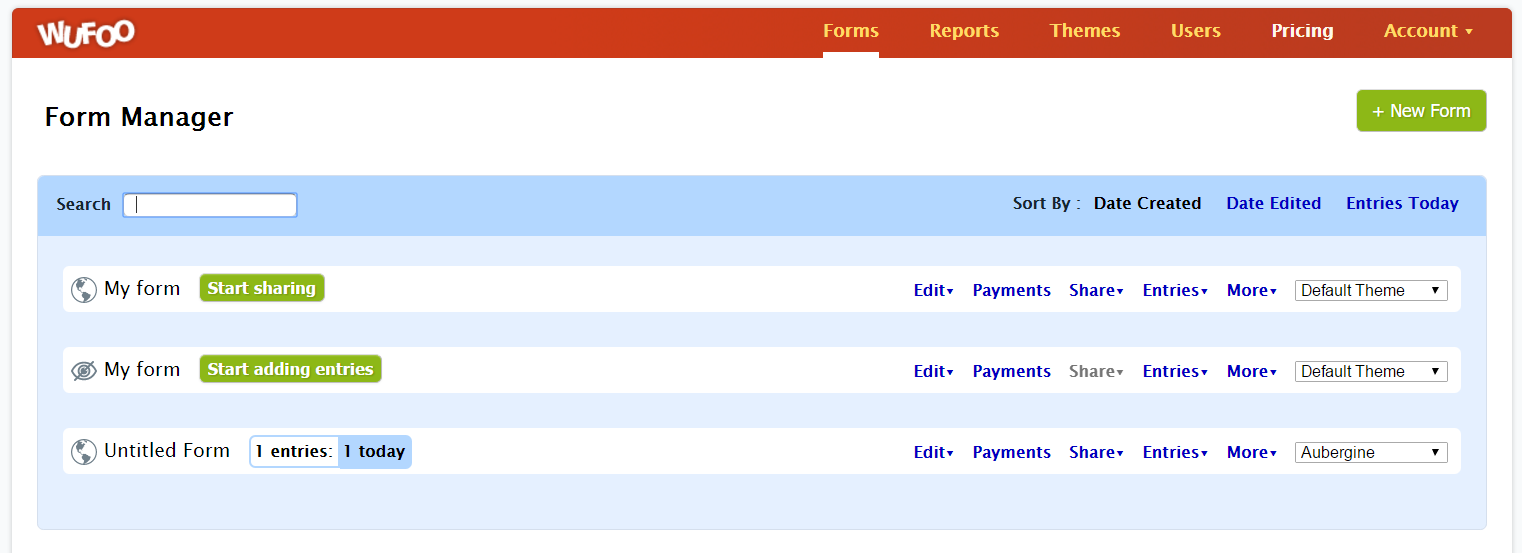 WUFOO Forms Reports Themes Users Pricing Account
Form Manager + New Form
Search Sort By : Date Created Date Edited Entries Today
My form Start sharing Edit Payments Share Entries More Default Theme
My form Start adding entries Edit Payments Share Entries More Default Theme
Untitled Form 1 entries: 1 today Edit Payments Share Entries More Aubergine